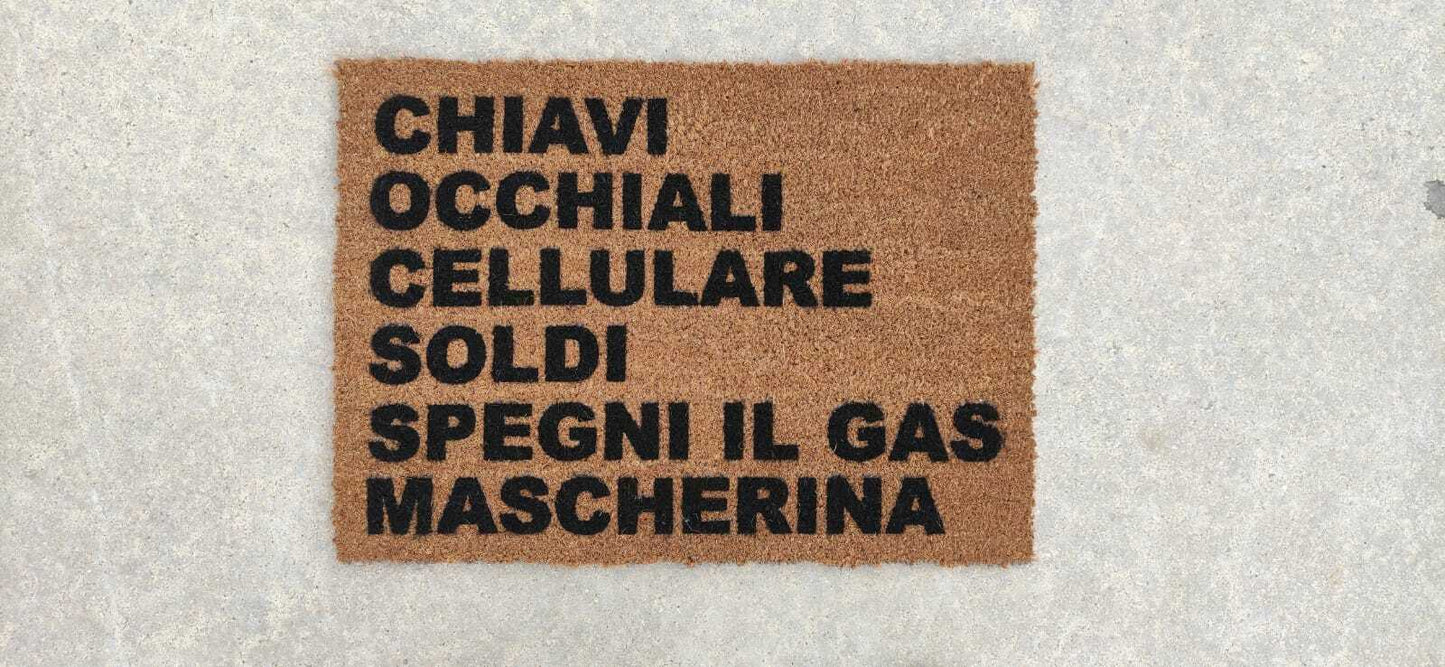 CHIAVI
OCCHIALI
CELLULARE
SOLDI
SPEGNI IL GAS
MASCHERINA